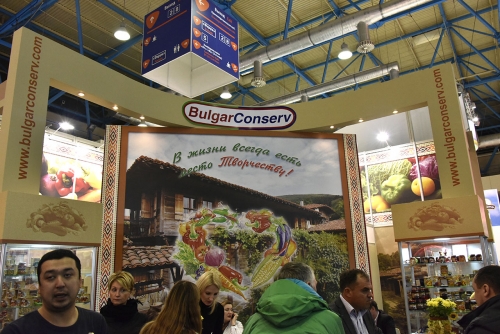 BulgarConserv
www.bulgarconserv.com
www.bulgarconserv.com
В жизни всегда есть
место Творчеству!